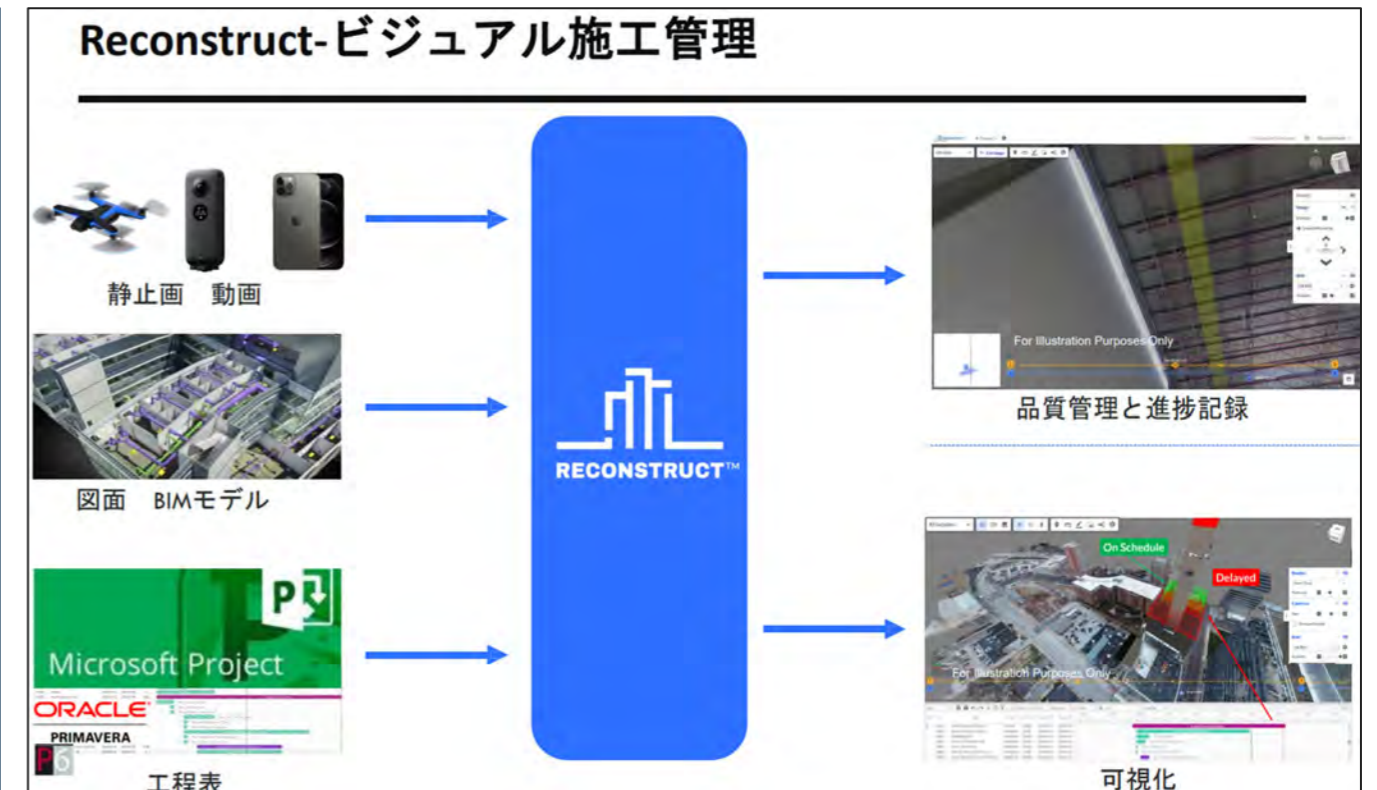 Reconstruct-ビジュアル施工管理
静止画　動画
図面　BIMモデル
Microsoft Project
ORACLE
PRIMAVERA
P6
工程表
RECONSTRUCT™
For Illustration Purposes Only
品質管理と進捗記録
On Schedule
Delayed
For Illustration Purposes Only
可視化